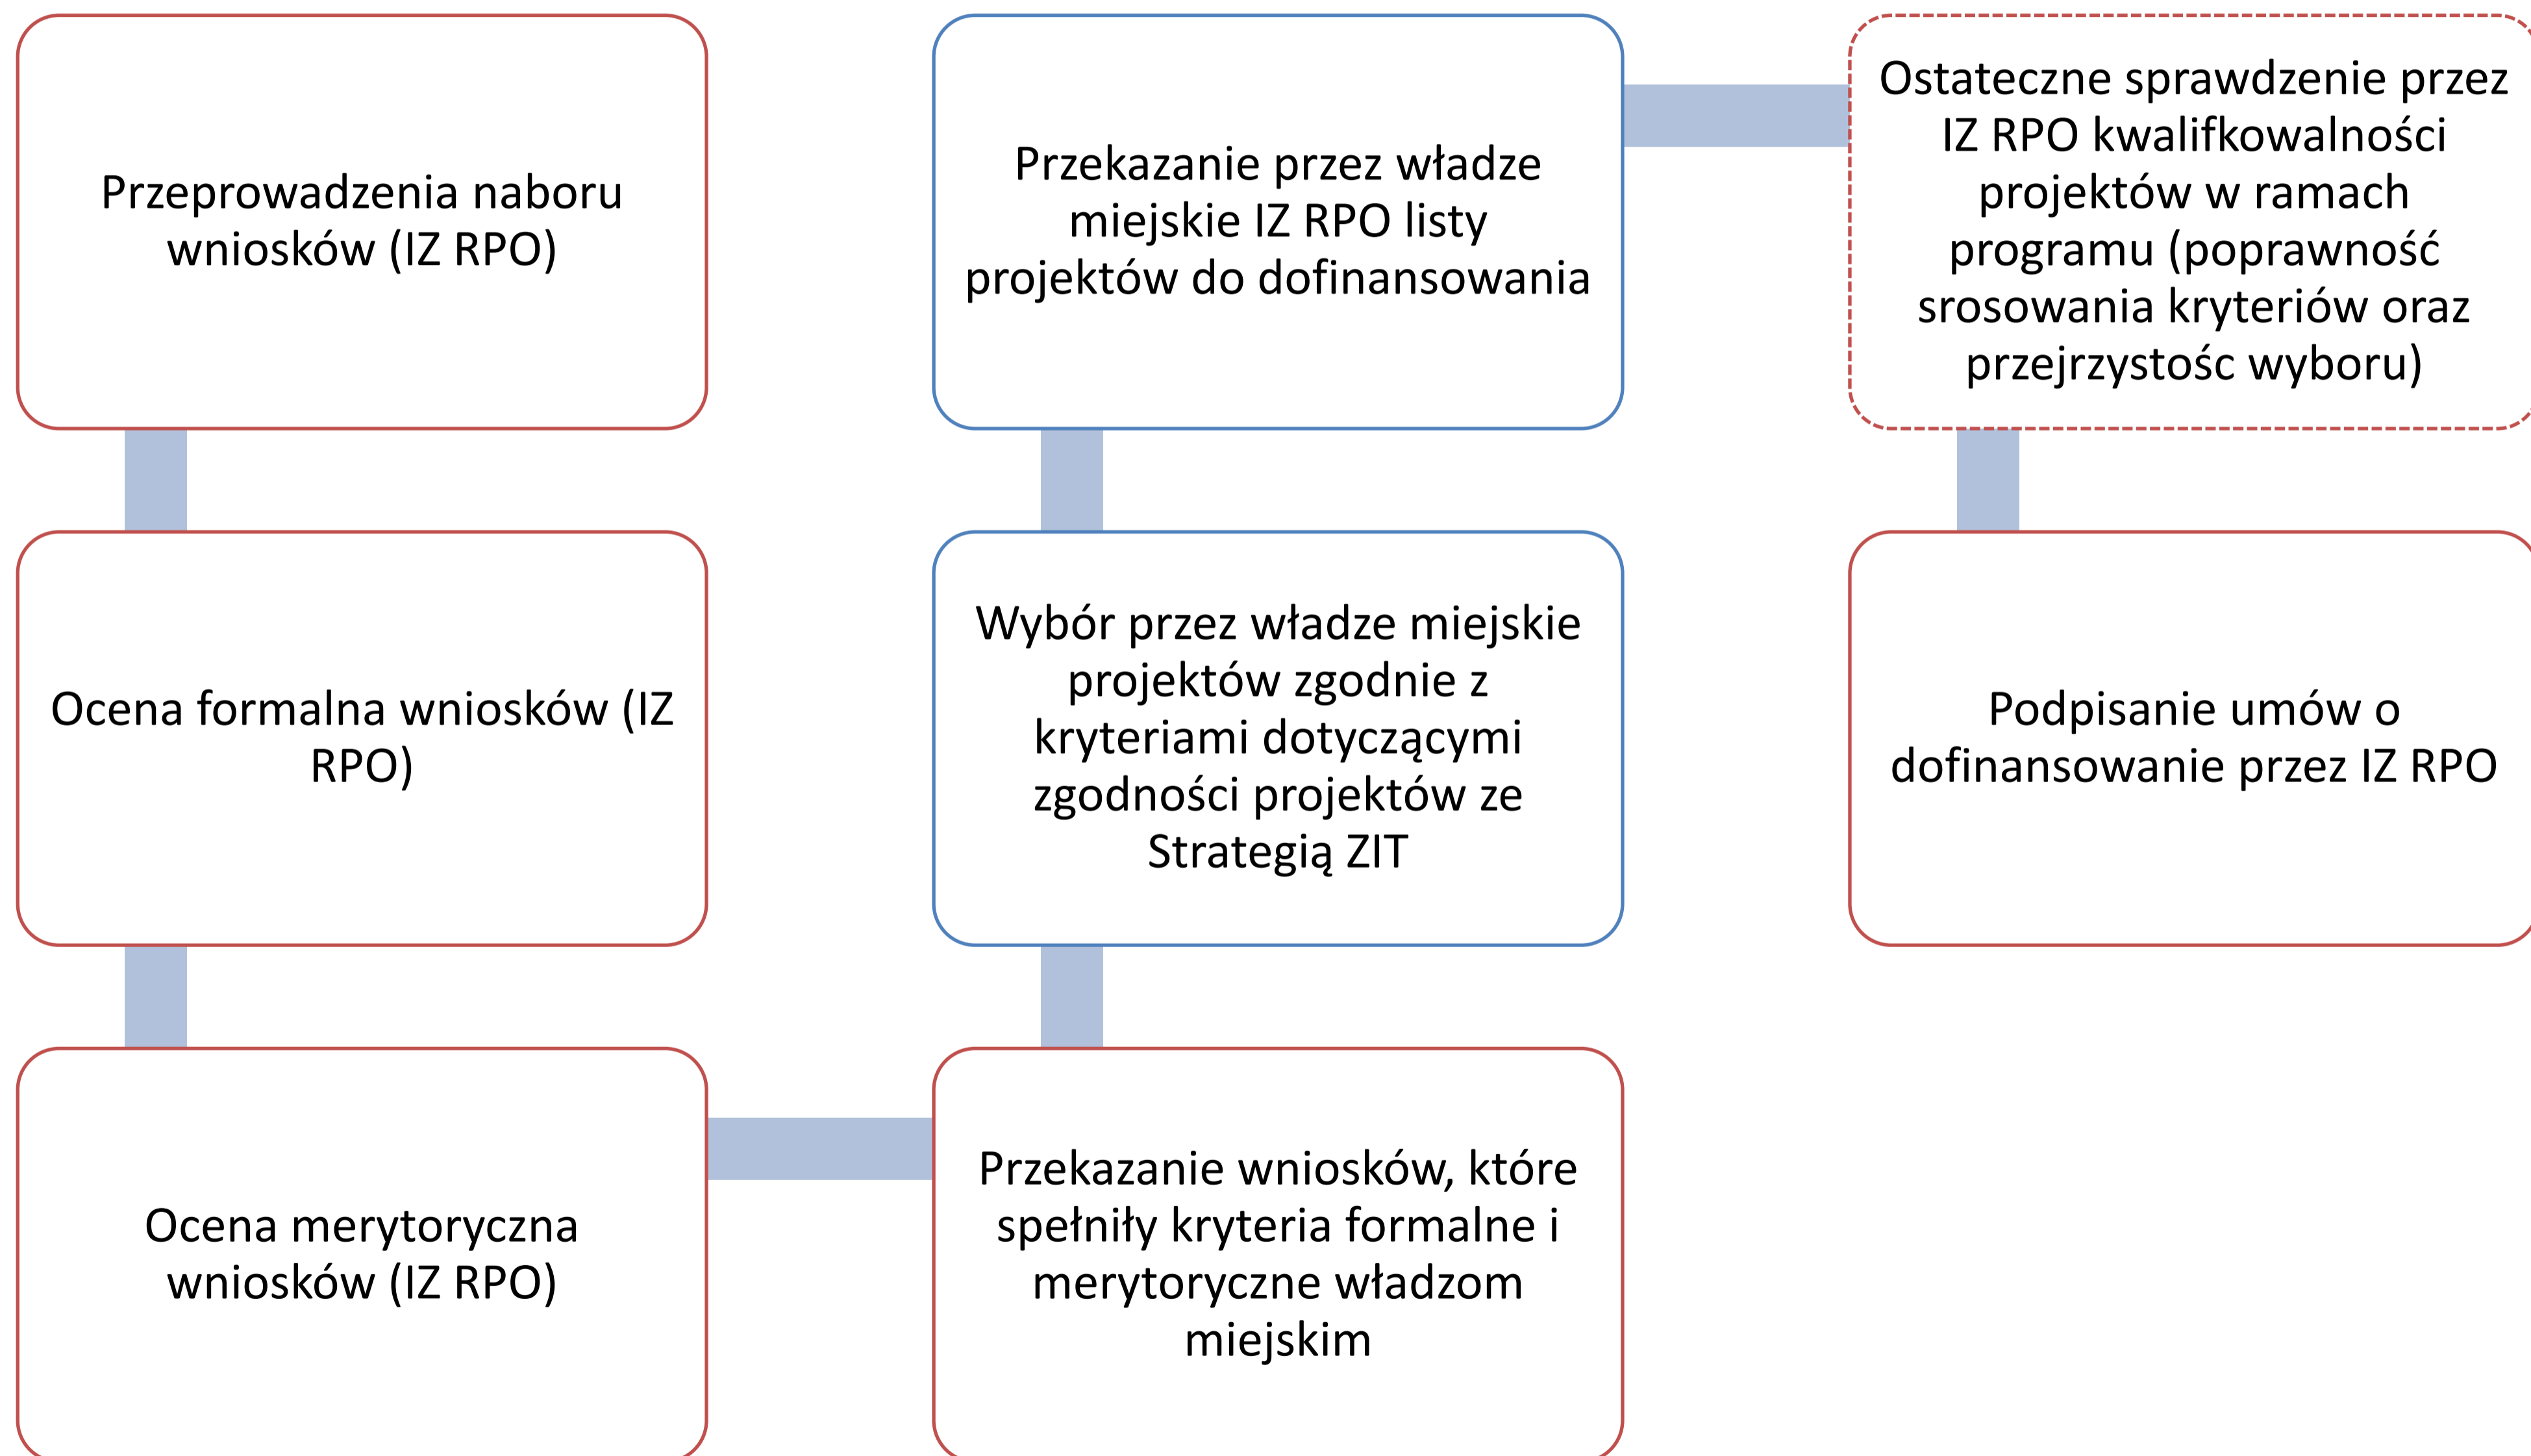 Przeprowadzenia naboru
wniosków (IZ RPO)
Ocena formalna wniosków (IZ
RPO)
Ocena merytoryczna
wniosków (IZ RPO)
Przekazanie wniosków, które
spełniły kryteria formalne i
merytoryczne władzom
miejskim
Wybór przez władze miejskie
projektów zgodnie z
kryteriami dotyczącymi
zgodności projektów ze
Strategią ZIT
Przekazanie przez władze
miejskie IZ RPO listy
projektów do dofinansowania
Ostateczne sprawdzenie przez
IZ RPO kwalifkowalności
projektów w ramach
programu (poprawność
srosowania kryteriów oraz
przejrzystośc wyboru)
Podpisanie umów o
dofinansowanie przez IZ RPO